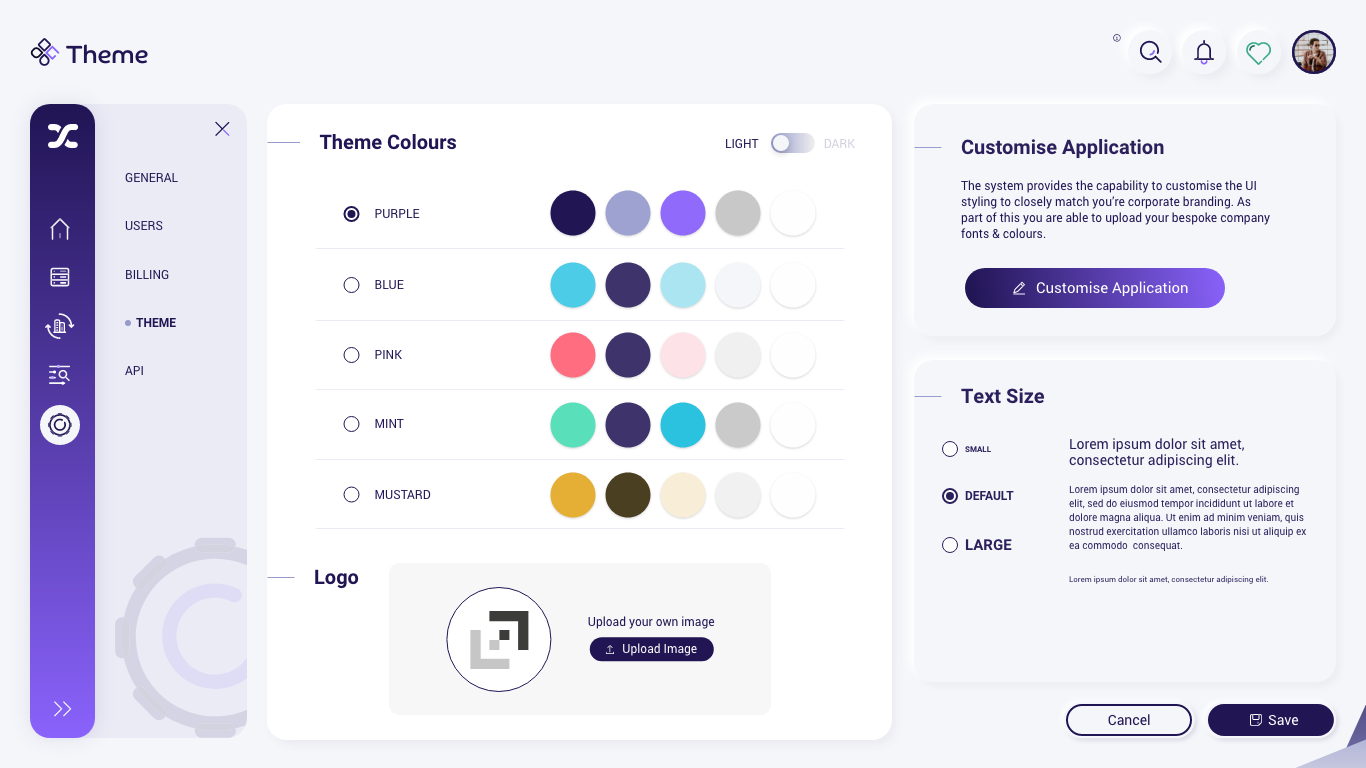 Theme
GENERAL
USERS
BILLING
THEME
API
Theme Colours
LIGHT
DARK
PURPLE
BLUE
PINK
MINT
MUSTARD
Logo
Upload your own image
Upload Image
Customise Application
The system provides the capability to customise the UI
styling to closely match you're corporate branding. As
part of this you are able to upload your bespoke company
fonts & colours.
Customise Application
Text Size
SMALL
DEFAULT
LARGE
Lorem ipsum dolor sit amet,
consectetur adipiscing elit.
Lorem ipsum dolor sit amet, consectetur adipiscing
elit, sed do eiusmod tempor incididunt ut labore et
dolore magna aliqua. Ut enim ad minim veniam, quis
nostrud exercitation ullamco laboris nisi ut aliquip ex
ea commodo  consequat.
Lorem ipsum dolor sit amet, consectetur adipiscing elit.
Cancel
Save